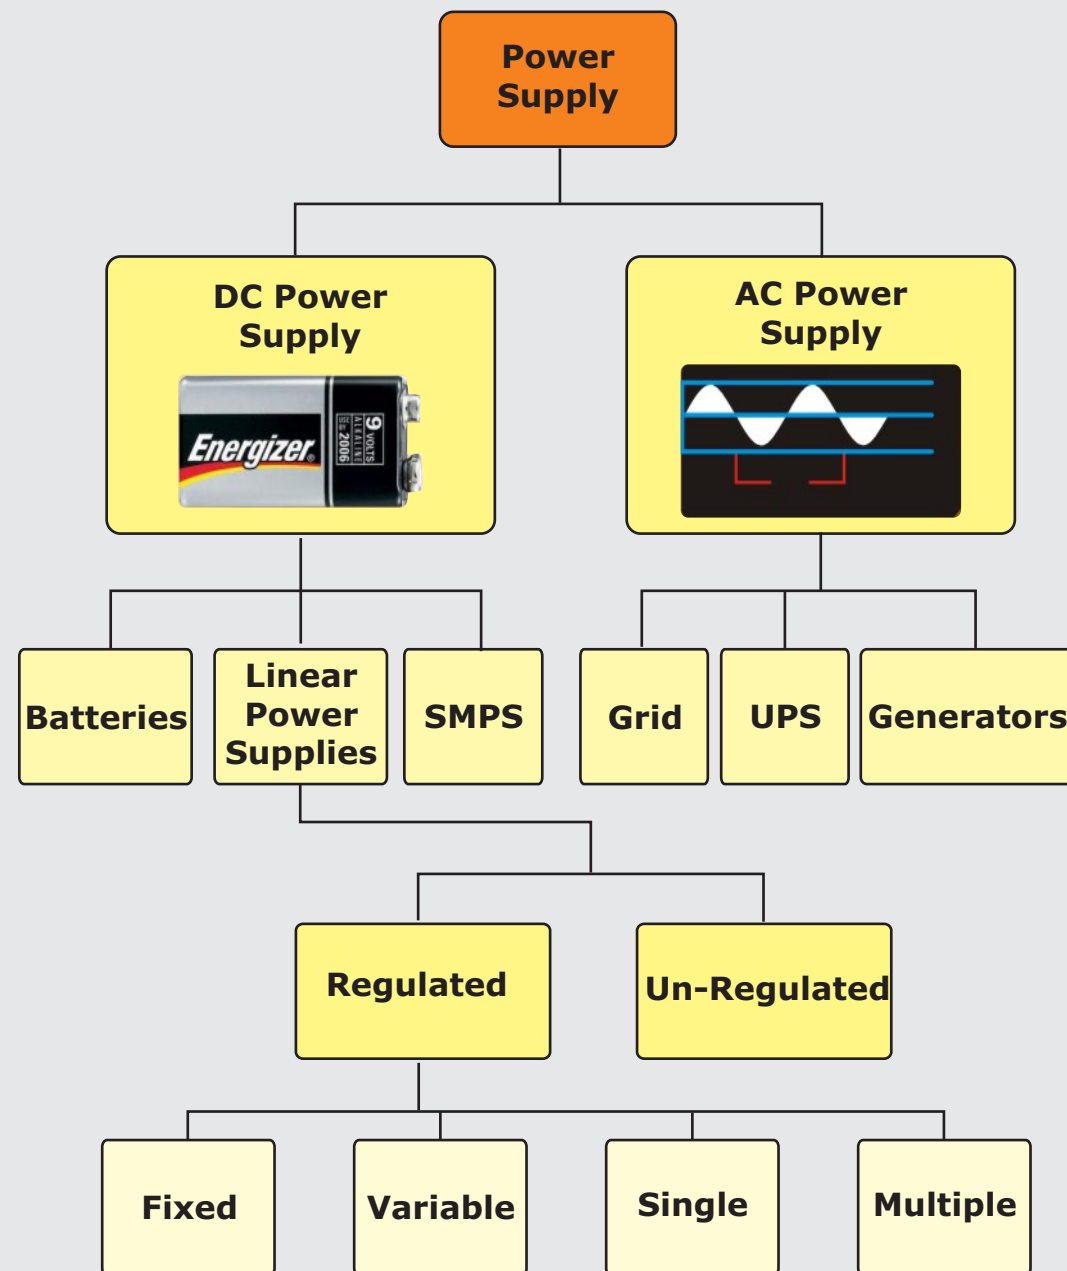 Power
Supply
DC Power
Supply
AC Power
Supply
Energizer®
9 VOLTS
ALKALINE
2006
Batteries
Linear
Power
Supplies
SMPS
Grid
UPS
Generators
Regulated
Un-Regulated
Fixed
Variable
Single
Multiple